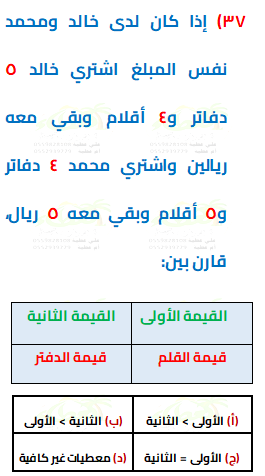 ٣٧) إذا كان لدى خالد ومحمد
نفس المبلغ اشتري خالد ٥
دفاتر و٤ أقلام وبقي معه
ريالين واشتري محمد ٤ دفاتر
و٥ أقلام وبقي معه ٥ ريال،
قارن بين:
القيمة الأولى القيمة الثانية
قيمة القلم قيمة الدفتر
(أ) الأولى > الثانية (ب) الثانية > الأولى
(ج) الأولى = الثانية (د) معطيات غير كافية